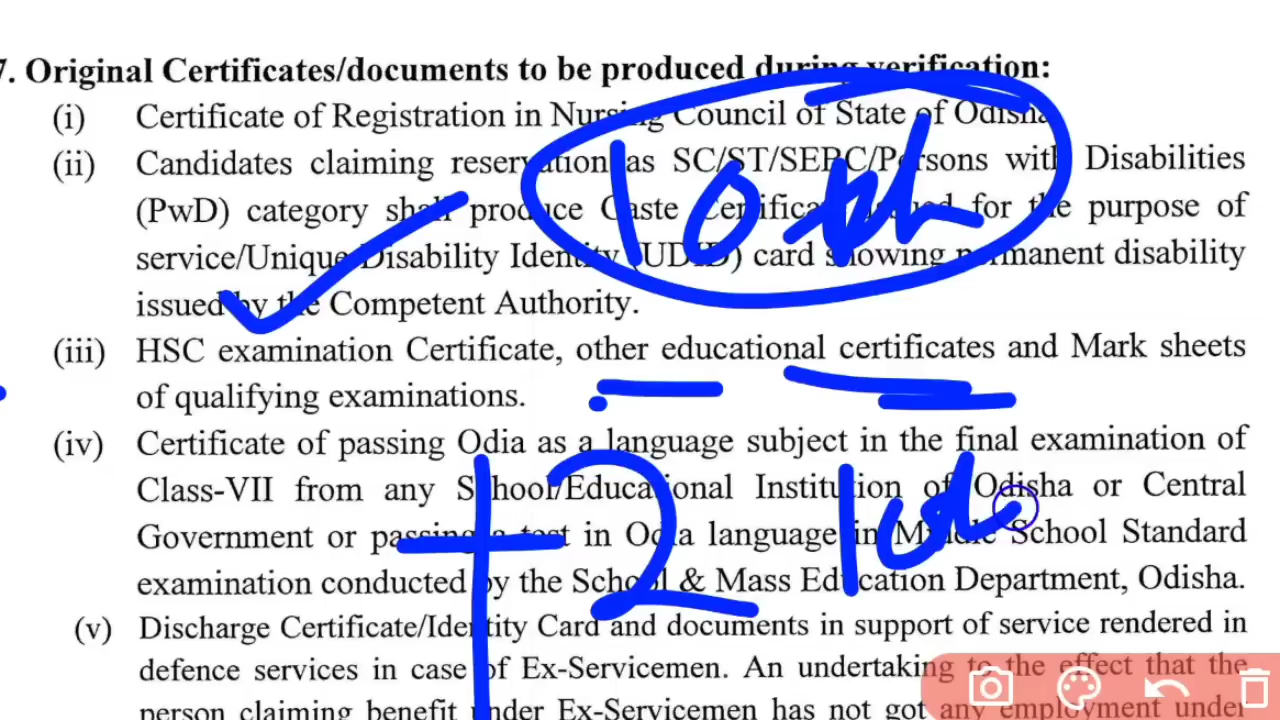 7. Original Certificates/documents to be produced during verification:
(i) Certificate of Registration in Nursing Council of State of Odisha
(ii) Candidates claiming reservation as SC/ST/SEBC/Persons with Disabilities
(PwD) category shall produce Caste Certificate issued for the purpose of
service/Unique Disability Identity (UDID) card showing permanent disability
issued by the Competent Authority.
10th
(iii) HSC examination Certificate, other educational certificates and Mark sheets
of qualifying examinations.
(iv) Certificate of passing Odia as a language subject in the final examination of
Class-VII from any School/Educational Institution of Odisha or Central
Government or passing a test in Odia language in Middle School Standard
examination conducted by the School & Mass Education Department, Odisha.
+2
(v) Discharge Certificate/Identity Card and documents in support of service rendered in
defence services in case of Ex-Servicemen. An undertaking to the effect that the
person claiming benefit under Ex-Servicemen has not got any employment under